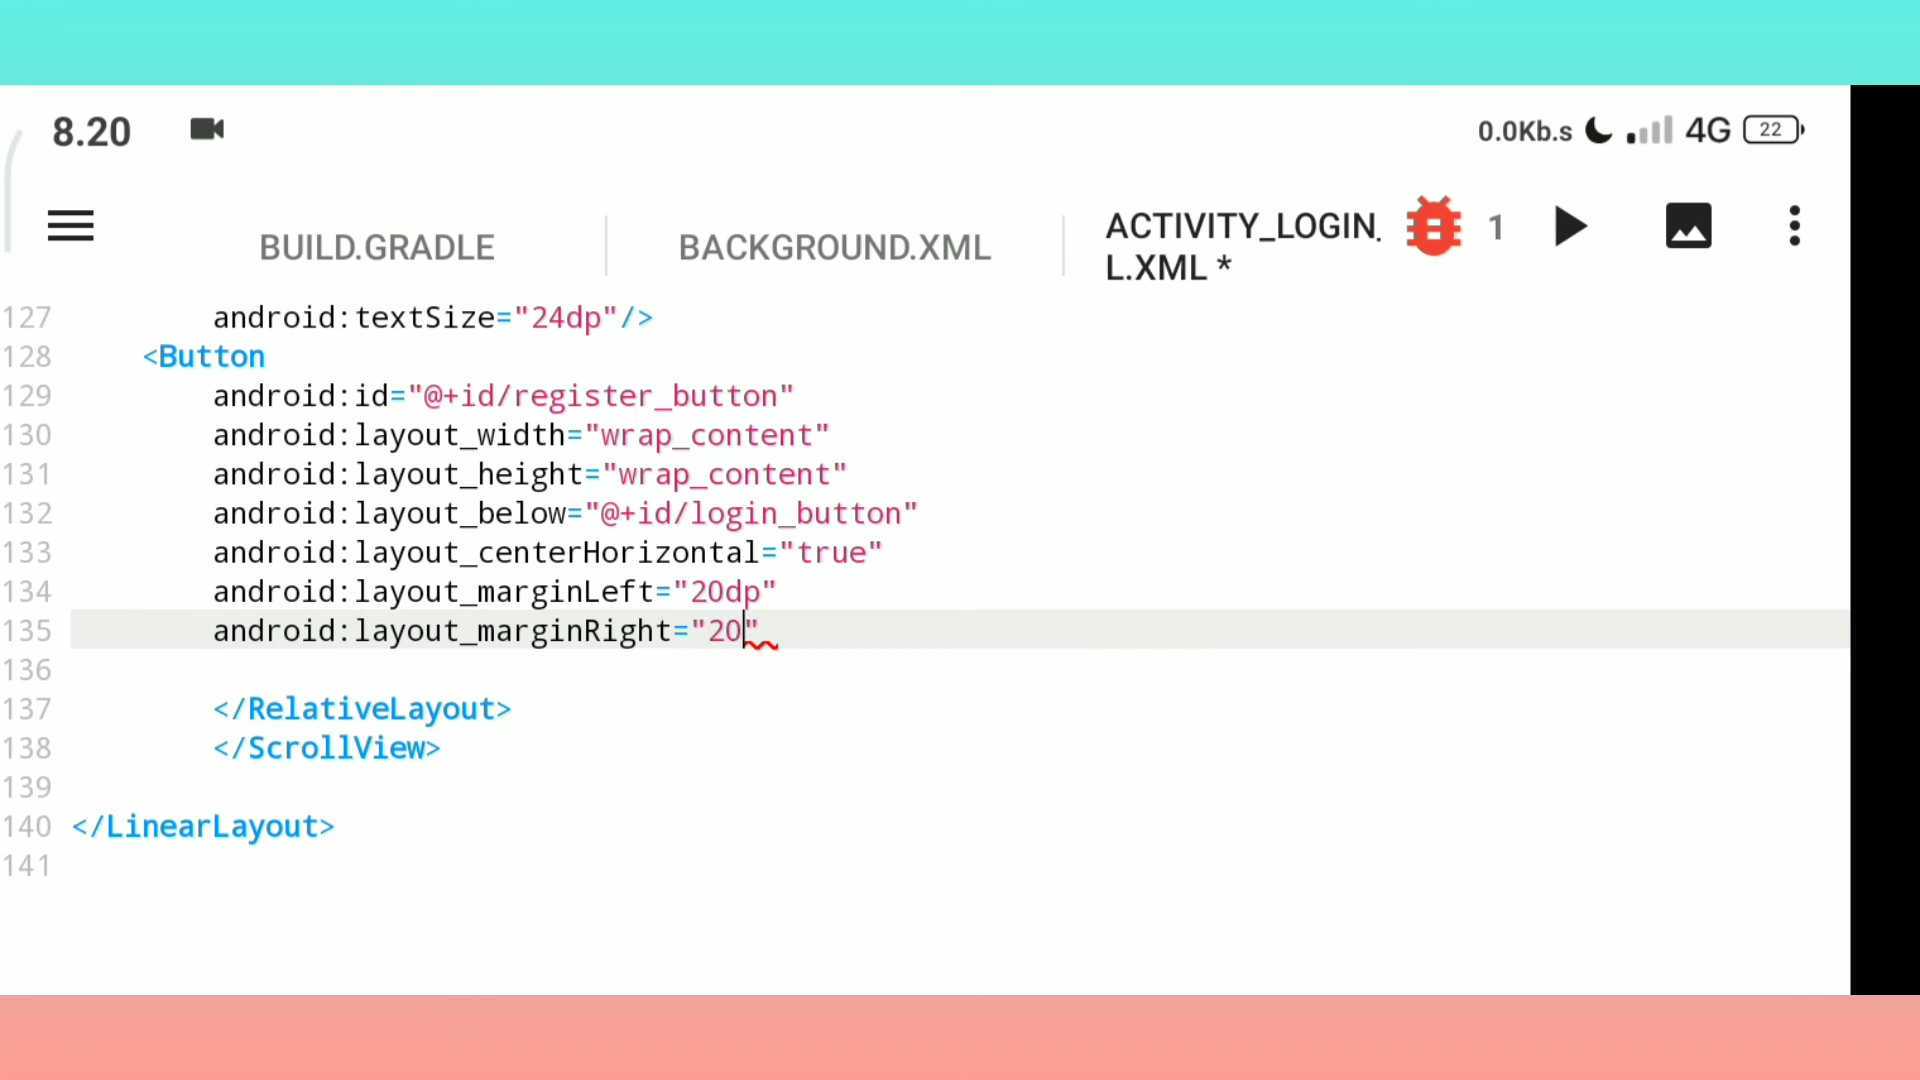 8.20
0.0Kb.s 4G 22
BUILD.GRADLE
BACKGROUND.XML
ACTIVITY_LOGIN_
L.XML *
1
127 android:textSize="24dp"/>
128 <Button
129 android:id="@+id/register_button"
130 android:layout_width="wrap_content"
131 android:layout_height="wrap_content"
132 android:layout_below="@+id/login_button"
133 android:layout_centerHorizontal="true"
134 android:layout_marginLeft="20dp"
135 android:layout_marginRight="20"
136
137 </RelativeLayout>
138 </ScrollView>
139
140 </LinearLayout>
141